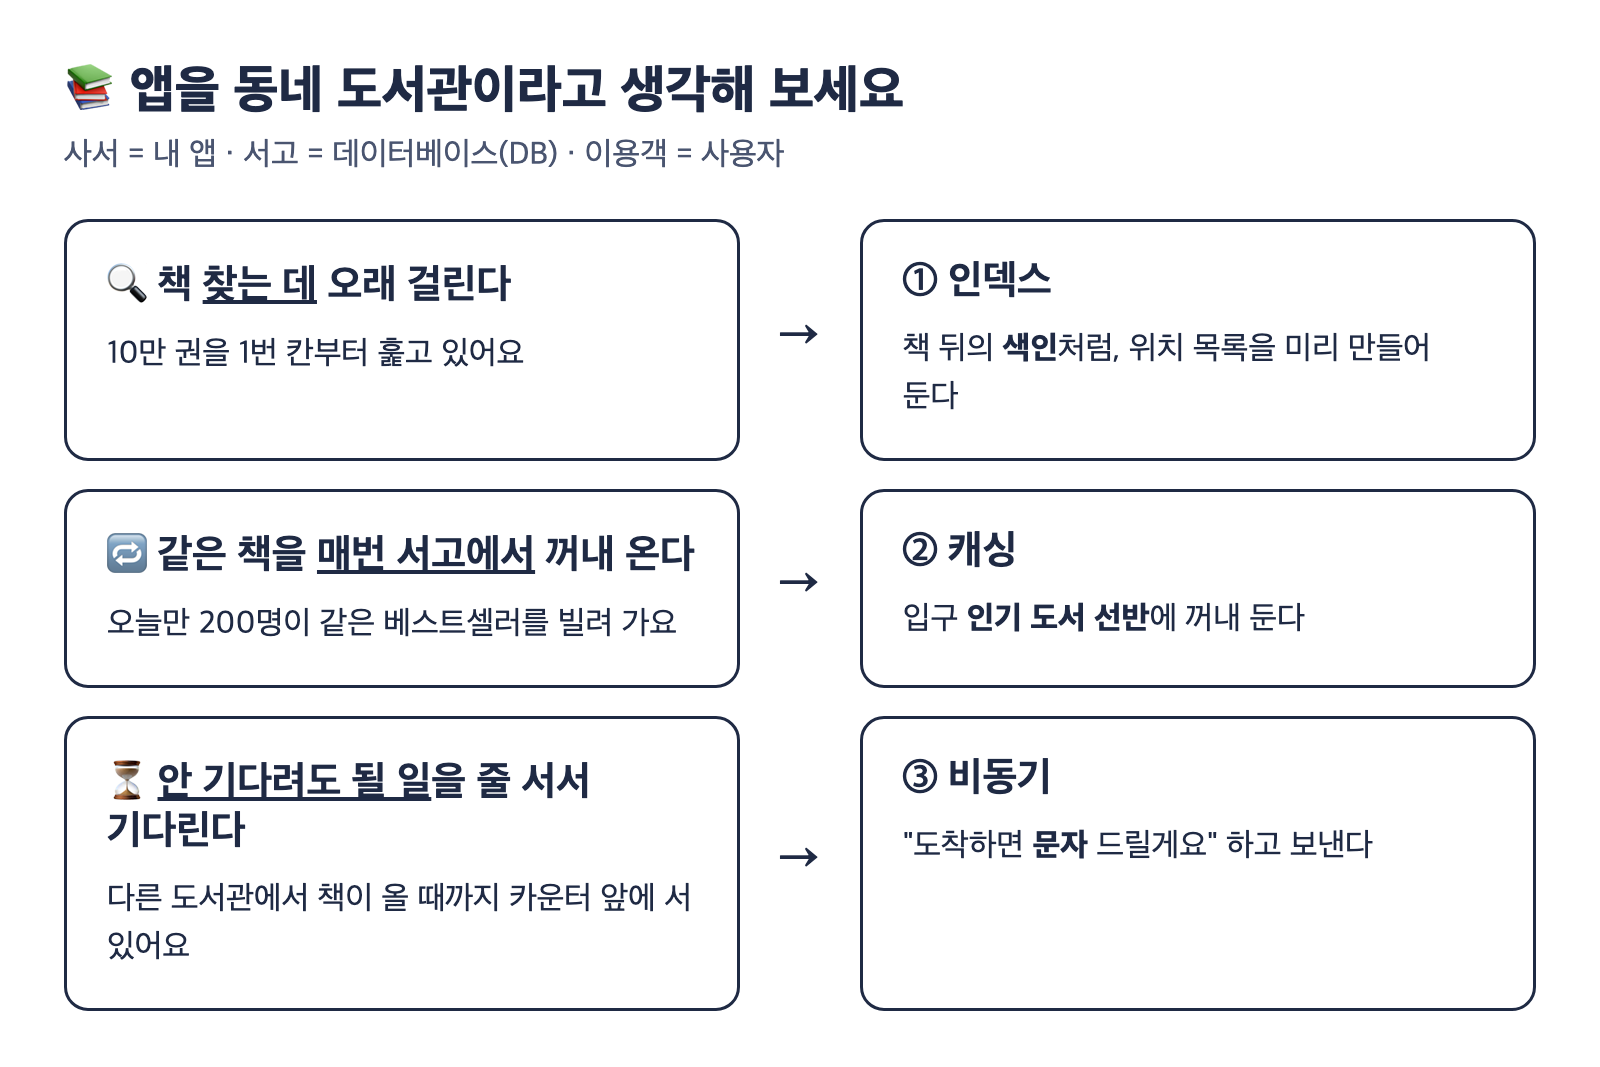 📚 앱을 동네 도서관이라고 생각해 보세요
사서 = 내 앱 · 서고 = 데이터베이스(DB) · 이용객 = 사용자
🔍 책 찾는 데 오래 걸린다
10만 권을 1번 칸부터 훑고 있어요
→
① 인덱스
책 뒤의 색인처럼, 위치 목록을 미리 만들어
둔다
🔁 같은 책을 매번 서고에서 꺼내 온다
오늘만 200명이 같은 베스트셀러를 빌려 가요
→
② 캐싱
입구 인기 도서 선반에 꺼내 둔다
⏳ 안 기다려도 될 일을 줄 서서
기다린다
다른 도서관에서 책이 올 때까지 카운터 앞에 서
있어요
→
③ 비동기
"도착하면 문자 드릴게요" 하고 보낸다